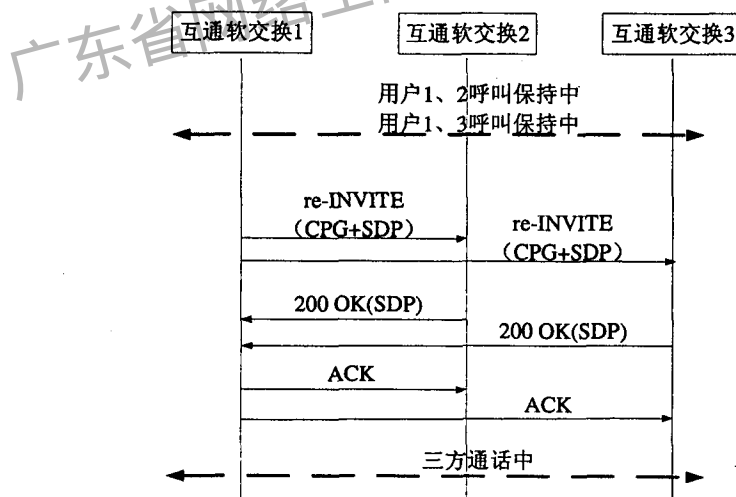 广东省网络
互通软交换1
互通软交换2
互通软交换3
用户1、2呼叫保持中
用户1、3呼叫保持中
re-INVITE
（CPG+SDP）
re-INVITE
（CPG+SDP）
200 OK(SDP)
200 OK(SDP)
ACK
ACK
三方通话中